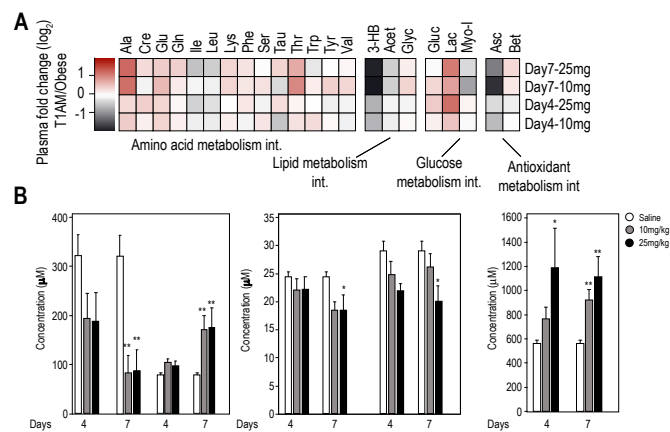 A
Plasma fold change (log2)
T1AM/Obese
1
0
-1
Ala Cre Glu Gln Ile Leu Lys Phe Ser Tau Thr Trp Tyr Val 3-HB Acet Glyc Gluc Lac Myo-I Asc Bet
Day7-25mg
Day7-10mg
Day4-25mg
Day4-10mg
Amino acid metabolism int.
Lipid metabolism
int.
Glucose
metabolism int.
Antioxidant
metabolism int
B
Saline
10mg/kg
25mg/kg
Concentration (µM)
400
300
200
100
0
** ** ** **
Days 4 7 4 7
Concentration (µM)
35
30
25
20
15
10
5
0
* *
4 7 4 7
Concentration (µM)
1600
1400
1200
1000
800
600
400
200
0
* ** **
Days 4 7